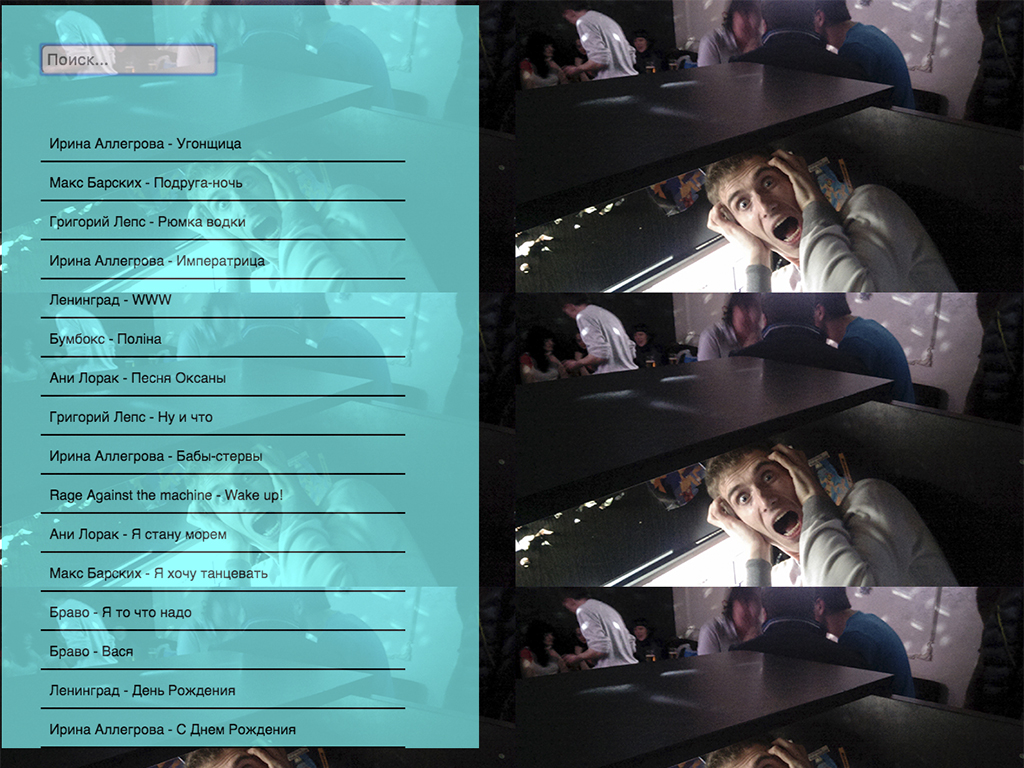 Поиск...
Ирина Аллегрова - Угонщица
Макс Барских - Подруга-ночь
Григорий Лепс - Рюмка водки
Ирина Аллегрова - Императрица
Ленинград - WWW
Бумбокс - Поліна
Ани Лорак - Песня Оксаны
Григорий Лепс - Ну и что
Ирина Аллегрова - Бабы-стервы
Rage Against the machine - Wake up!
Ани Лорак - Я стану морем
Макс Барских - Я хочу танцевать
Браво - Я то что надо
Браво - Вася
Ленинград - День Рождения
Ирина Аллегрова - С Днем Рождения